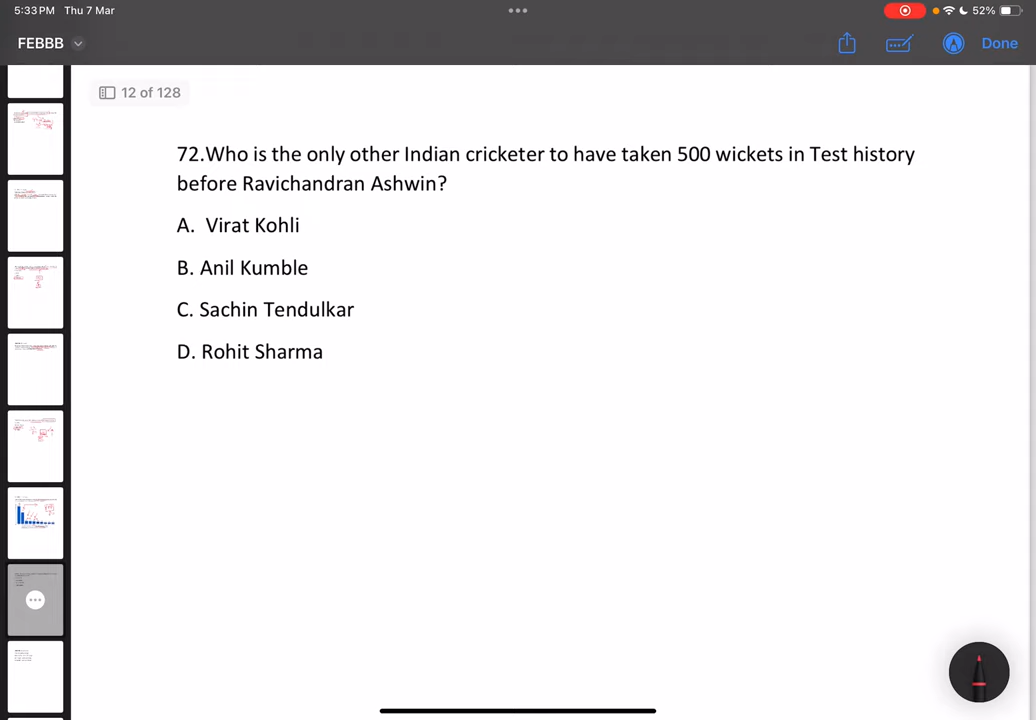 5:33 PM Thu 7 Mar
52%
FEBBB
Done
12 of 128
72.Who is the only other Indian cricketer to have taken 500 wickets in Test history
before Ravichandran Ashwin?
A. Virat Kohli
B. Anil Kumble
C. Sachin Tendulkar
D. Rohit Sharma